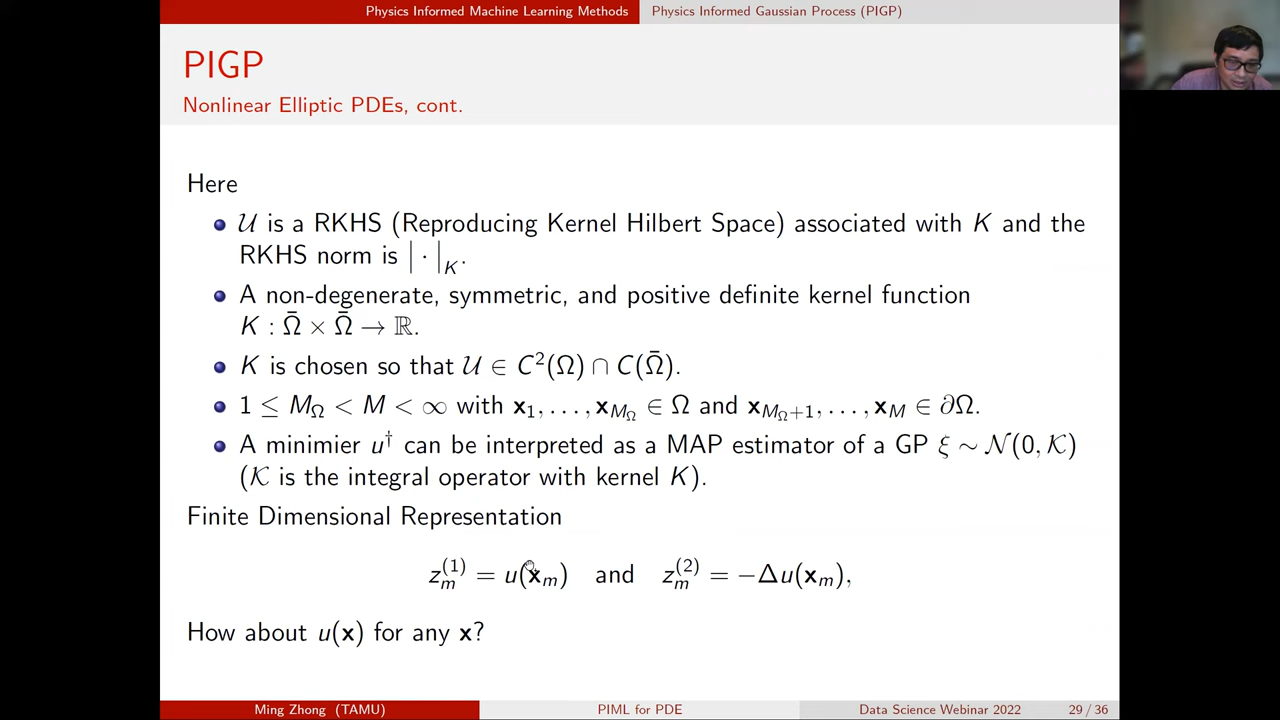 Physics Informed Machine Learning Methods Physics Informed Gaussian Process (PIGP)
PIGP
Nonlinear Elliptic PDEs, cont.
Here
𝒰 is a RKHS (Reproducing Kernel Hilbert Space) associated with K and the
RKHS norm is |·|_K.
A non-degenerate, symmetric, and positive definite kernel function
K : Ω̄ × Ω̄ → ℝ.
K is chosen so that 𝒰 ∈ C²(Ω) ∩ C(Ω̄).
1 ≤ M_Ω < M < ∞ with x₁, . . . , x_{M_Ω} ∈ Ω and x_{M_Ω+1}, . . . , x_M ∈ ∂Ω.
A minimier u† can be interpreted as a MAP estimator of a GP ξ ∼ 𝒩(0, 𝒦)
(𝒦 is the integral operator with kernel K).
Finite Dimensional Representation
z_m^{(1)} = u(x_m) and z_m^{(2)} = −Δu(x_m),
How about u(x) for any x?
Ming Zhong (TAMU) PIML for PDE Data Science Webinar 2022 29 / 36